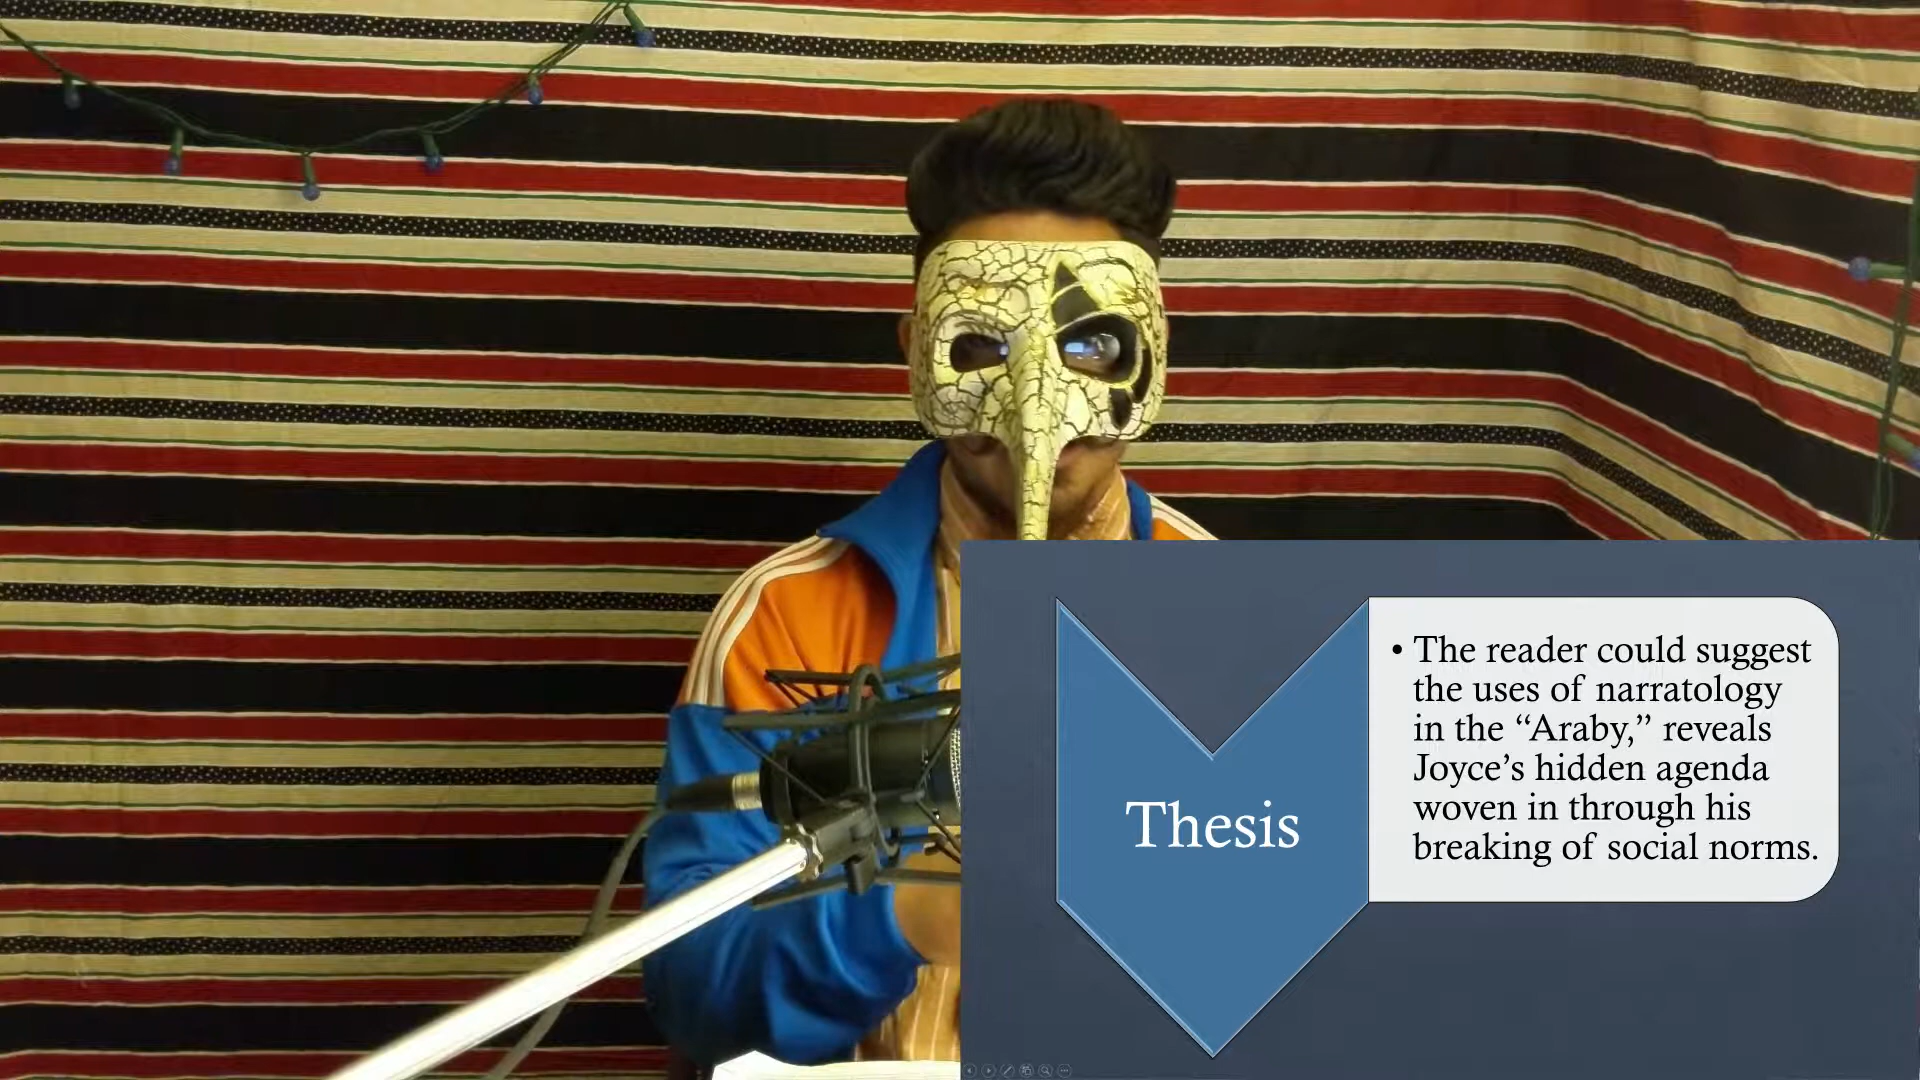 Thesis
• The reader could suggest
the uses of narratology
in the “Araby,” reveals
Joyce’s hidden agenda
woven in through his
breaking of social norms.